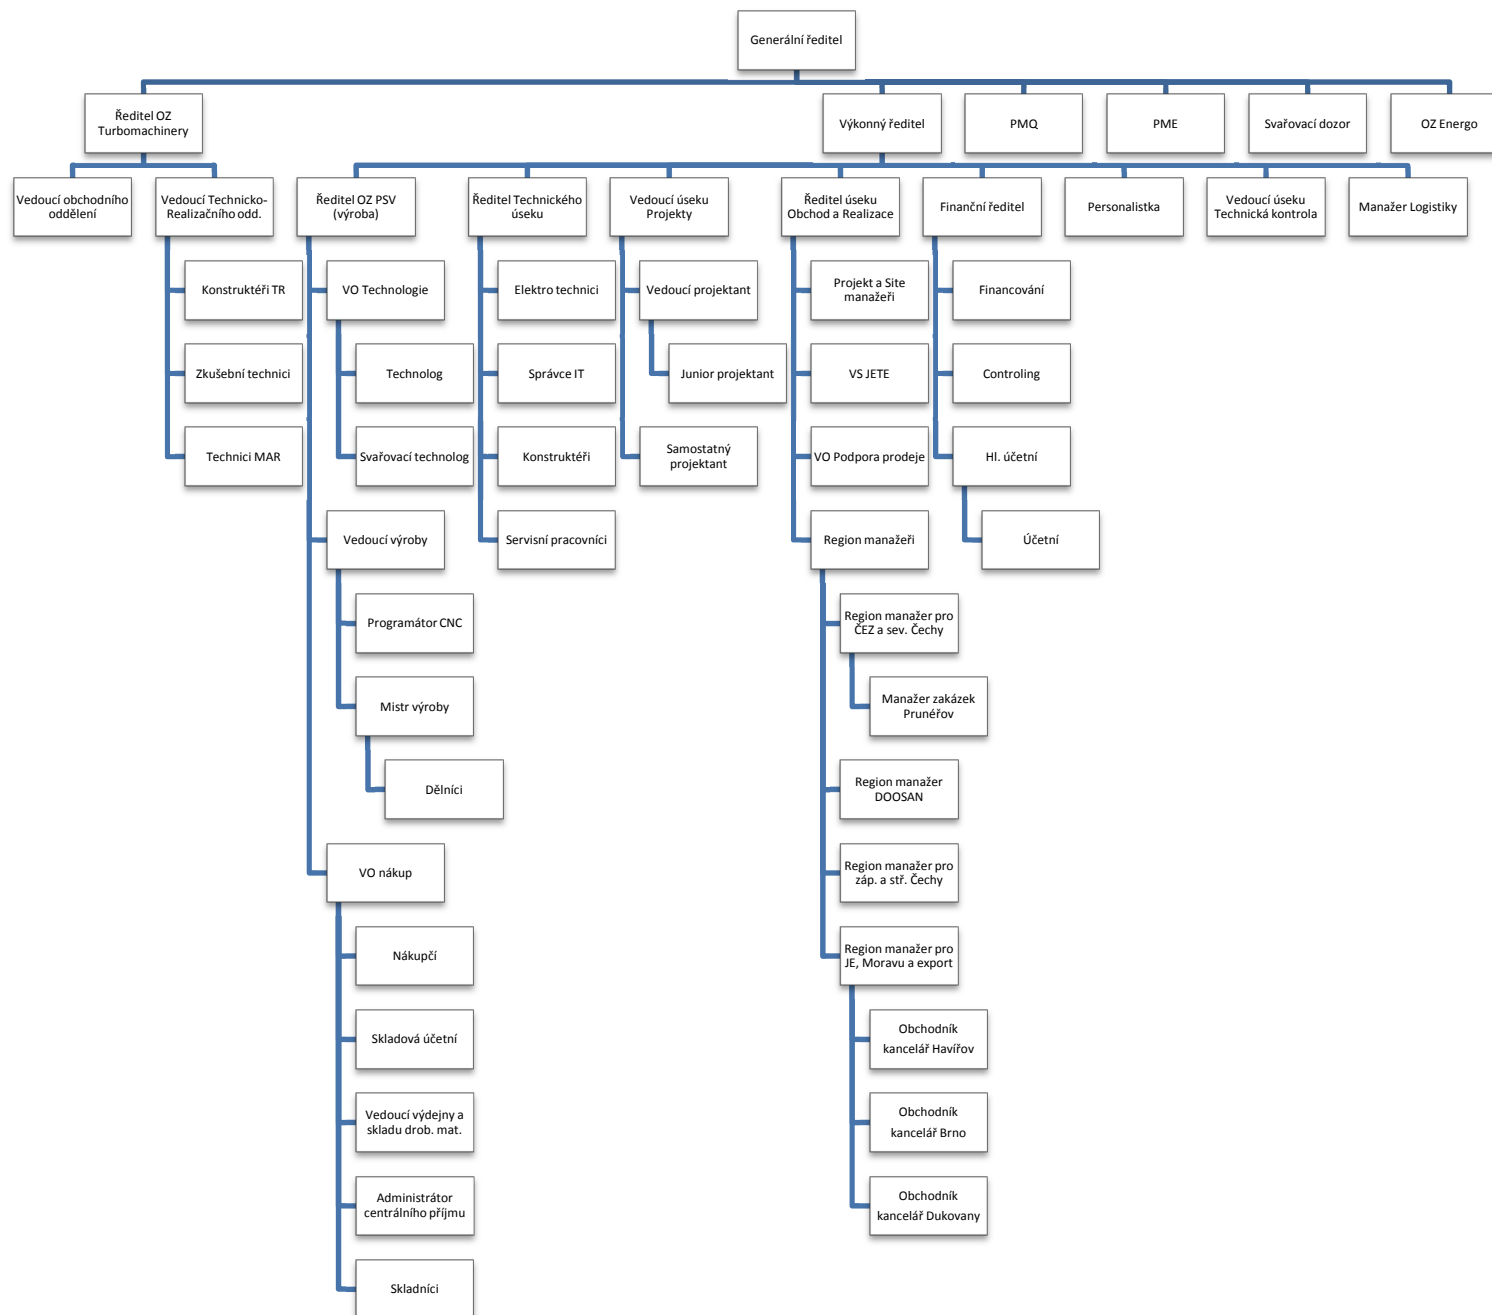 Generální ředitel
Ředitel OZ
Turbomachinery
Výkonný ředitel
PMQ
PME
Svařovací dozor
OZ Energo
Vedoucí obchodního
oddělení
Vedoucí Technicko-
Realizačního odd.
Ředitel OZ PSV
(výroba)
Ředitel Technického
úseku
Vedoucí úseku
Projekty
Ředitel úseku
Obchod a Realizace
Finanční ředitel
Personalistka
Vedoucí úseku
Technická kontrola
Manažer Logistiky
Konstruktéři TR
VO Technologie
Elektro technici
Vedoucí projektant
Projekt a Site
manažeři
Financování
Zkušební technici
Technolog
Správce IT
Junior projektant
VS JETE
Controling
Technici MAR
Svařovací technolog
Konstruktéři
Samostatný
projektant
VO Podpora prodeje
Hl. účetní
Vedoucí výroby
Servisní pracovníci
Region manažeři
Účetní
Programátor CNC
Region manažer pro
ČEZ a sev. Čechy
Mistr výroby
Manažer zakázek
Prunéřov
Dělníci
Region manažer
DOOSAN
VO nákup
Region manažer pro
záp. a stř. Čechy
Nákupčí
Region manažer pro
JE, Moravu a export
Skladová účetní
Obchodník
kancelář Havířov
Vedoucí výdejny a
skladu drob. mat.
Obchodník
kancelář Brno
Administrátor
centrálního příjmu
Obchodník
kancelář Dukovany
Skladníci